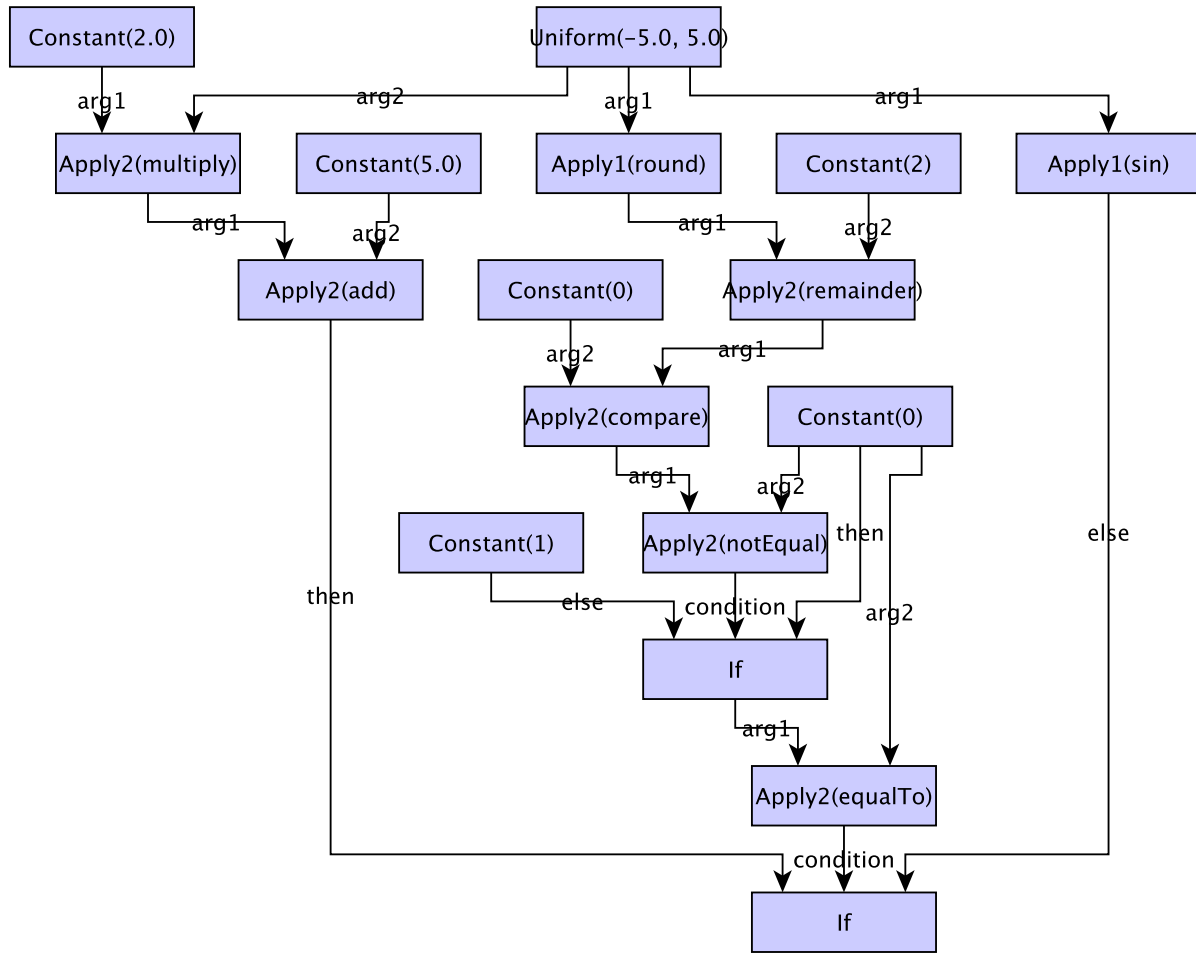 Constant(2.0)
Uniform(-5.0, 5.0)
arg2
arg1
arg1
arg1
Apply2(multiply)
Constant(5.0)
Apply1(round)
Constant(2)
Apply1(sin)
arg1
arg2
arg1
arg2
Apply2(add)
Constant(0)
Apply2(remainder)
arg2
arg1
Apply2(compare)
Constant(0)
arg1
arg2
Constant(1)
Apply2(notEqual)
then
else
then
else
condition
arg2
If
arg1
Apply2(equalTo)
condition
If